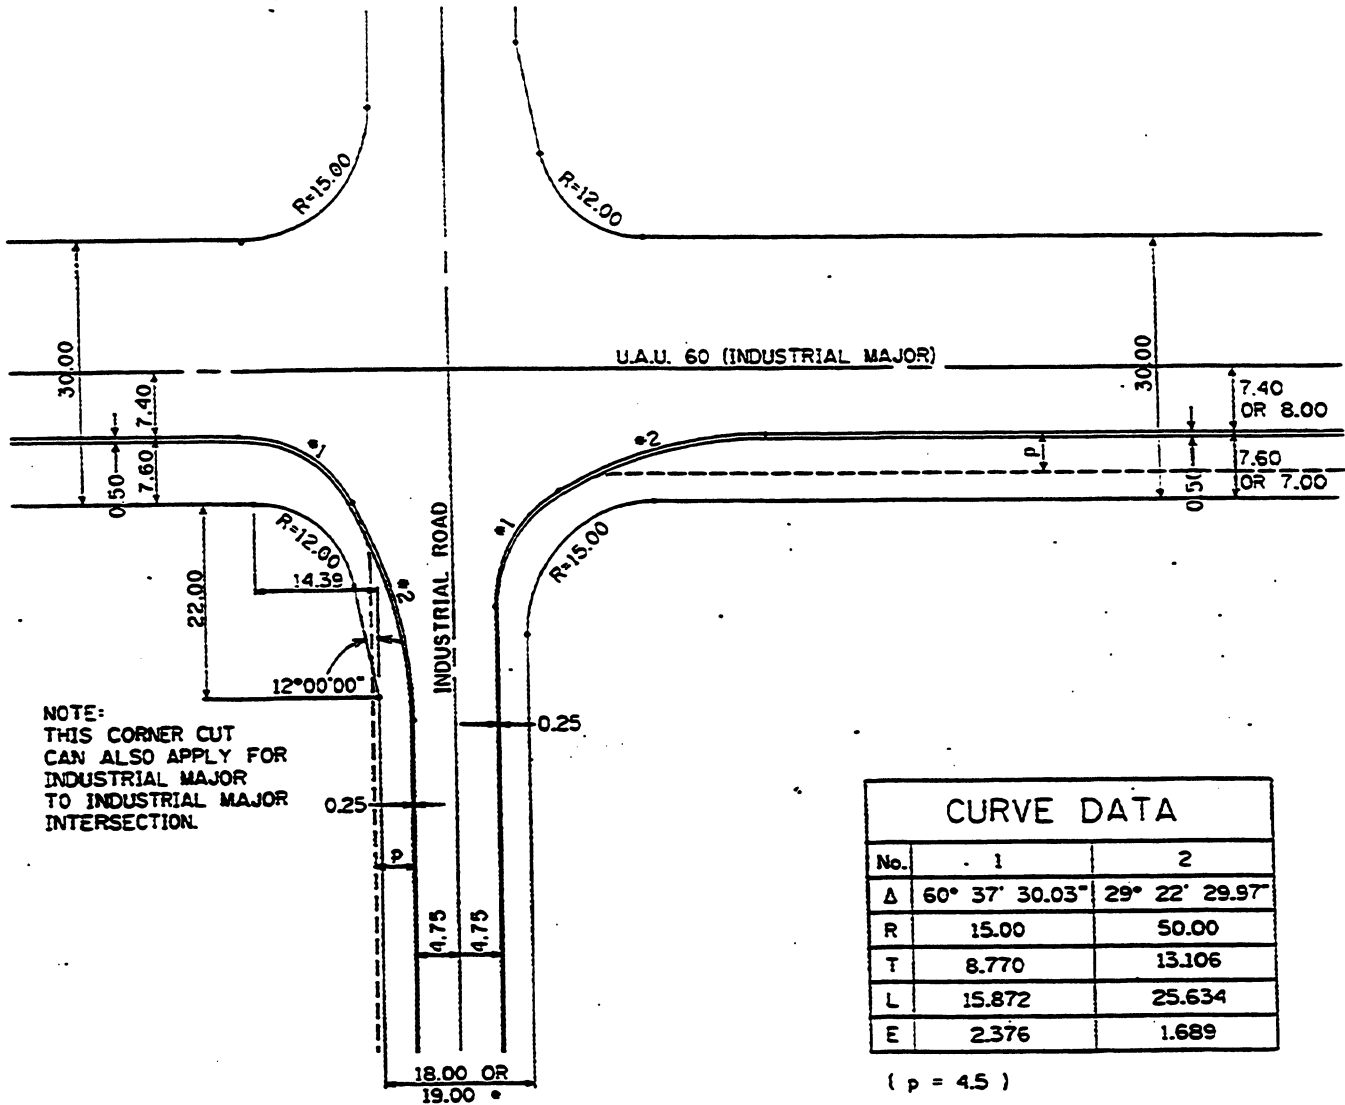 R=15.00
R=12.00
30.00
U.A.U. 60 (INDUSTRIAL MAJOR)
30.00
7.40
7.40
OR 8.00
*1
*2
P
0.50
7.60
7.60
OR 7.00
0.50
R=12.00
*1
R=15.00
14.39
*2
22.00
INDUSTRIAL ROAD
12°00'00"
NOTE:
THIS CORNER CUT
CAN ALSO APPLY FOR
INDUSTRIAL MAJOR
TO INDUSTRIAL MAJOR
INTERSECTION.
0.25
0.25
P
4.75
4.75
18.00 OR
19.00 *
CURVE DATA
No. 1 2
Δ 60° 37' 30.03" 29° 22' 29.97"
R 15.00 50.00
T 8.770 13.106
L 15.872 25.634
E 2.376 1.689
( p = 4.5 )